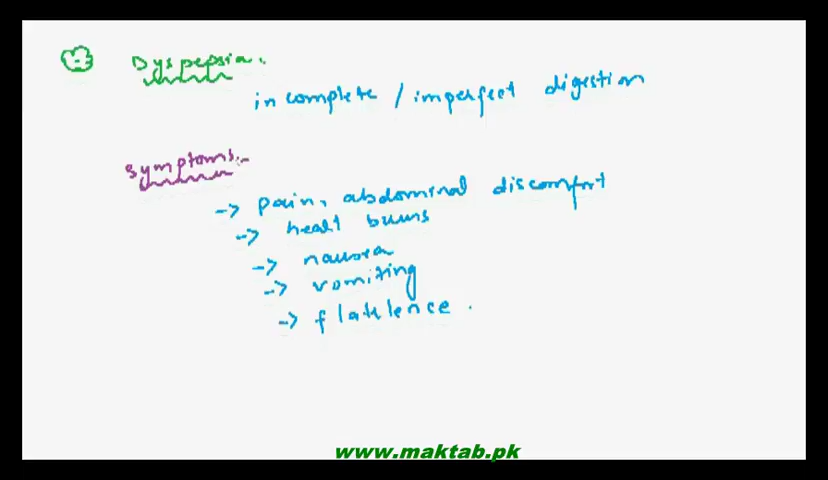 Dyspepsia:
incomplete / imperfect digestion
Symptoms:-
-> pain, abdominal discomfort
-> heart burns
-> nausea
-> vomiting
-> flatulence.
www.maktab.pk